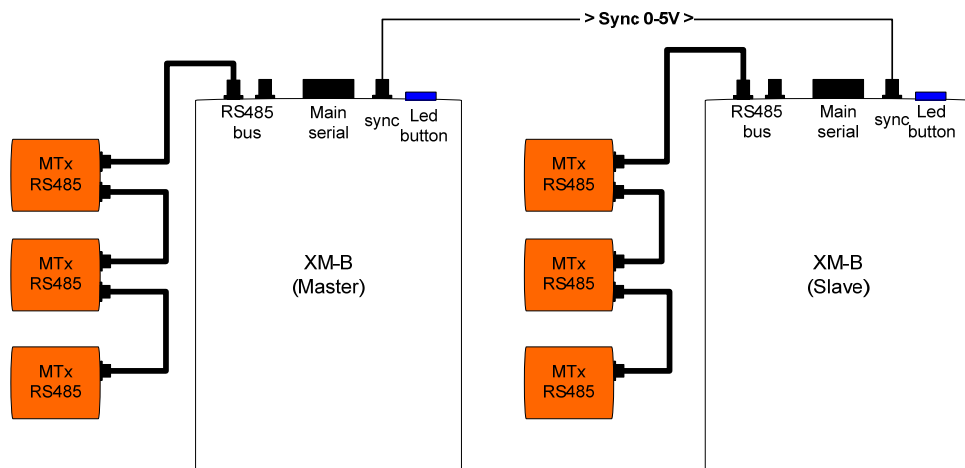 > Sync 0-5V >
RS485
bus
Main
serial
sync
Led
button
MTx
RS485
MTx
RS485
MTx
RS485
XM-B
(Master)
RS485
bus
Main
serial
sync
Led
button
MTx
RS485
MTx
RS485
MTx
RS485
XM-B
(Slave)